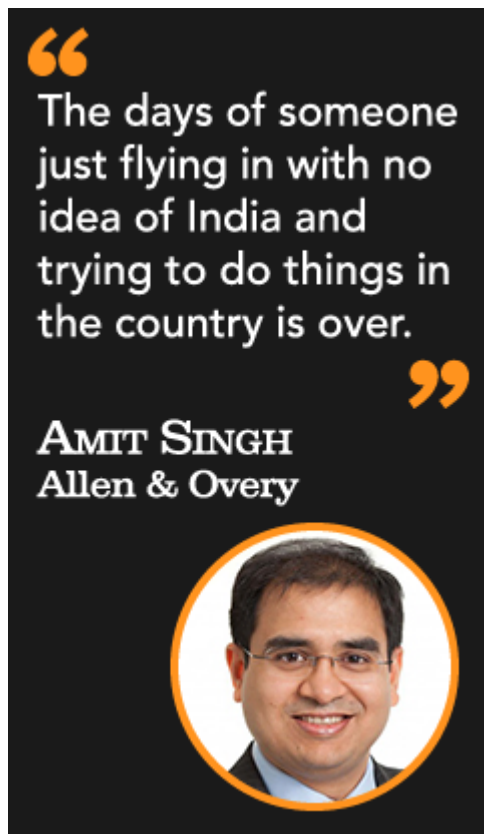 “
The days of someone
just flying in with no
idea of India and
trying to do things in
the country is over.
”
AMIT SINGH
Allen & Overy